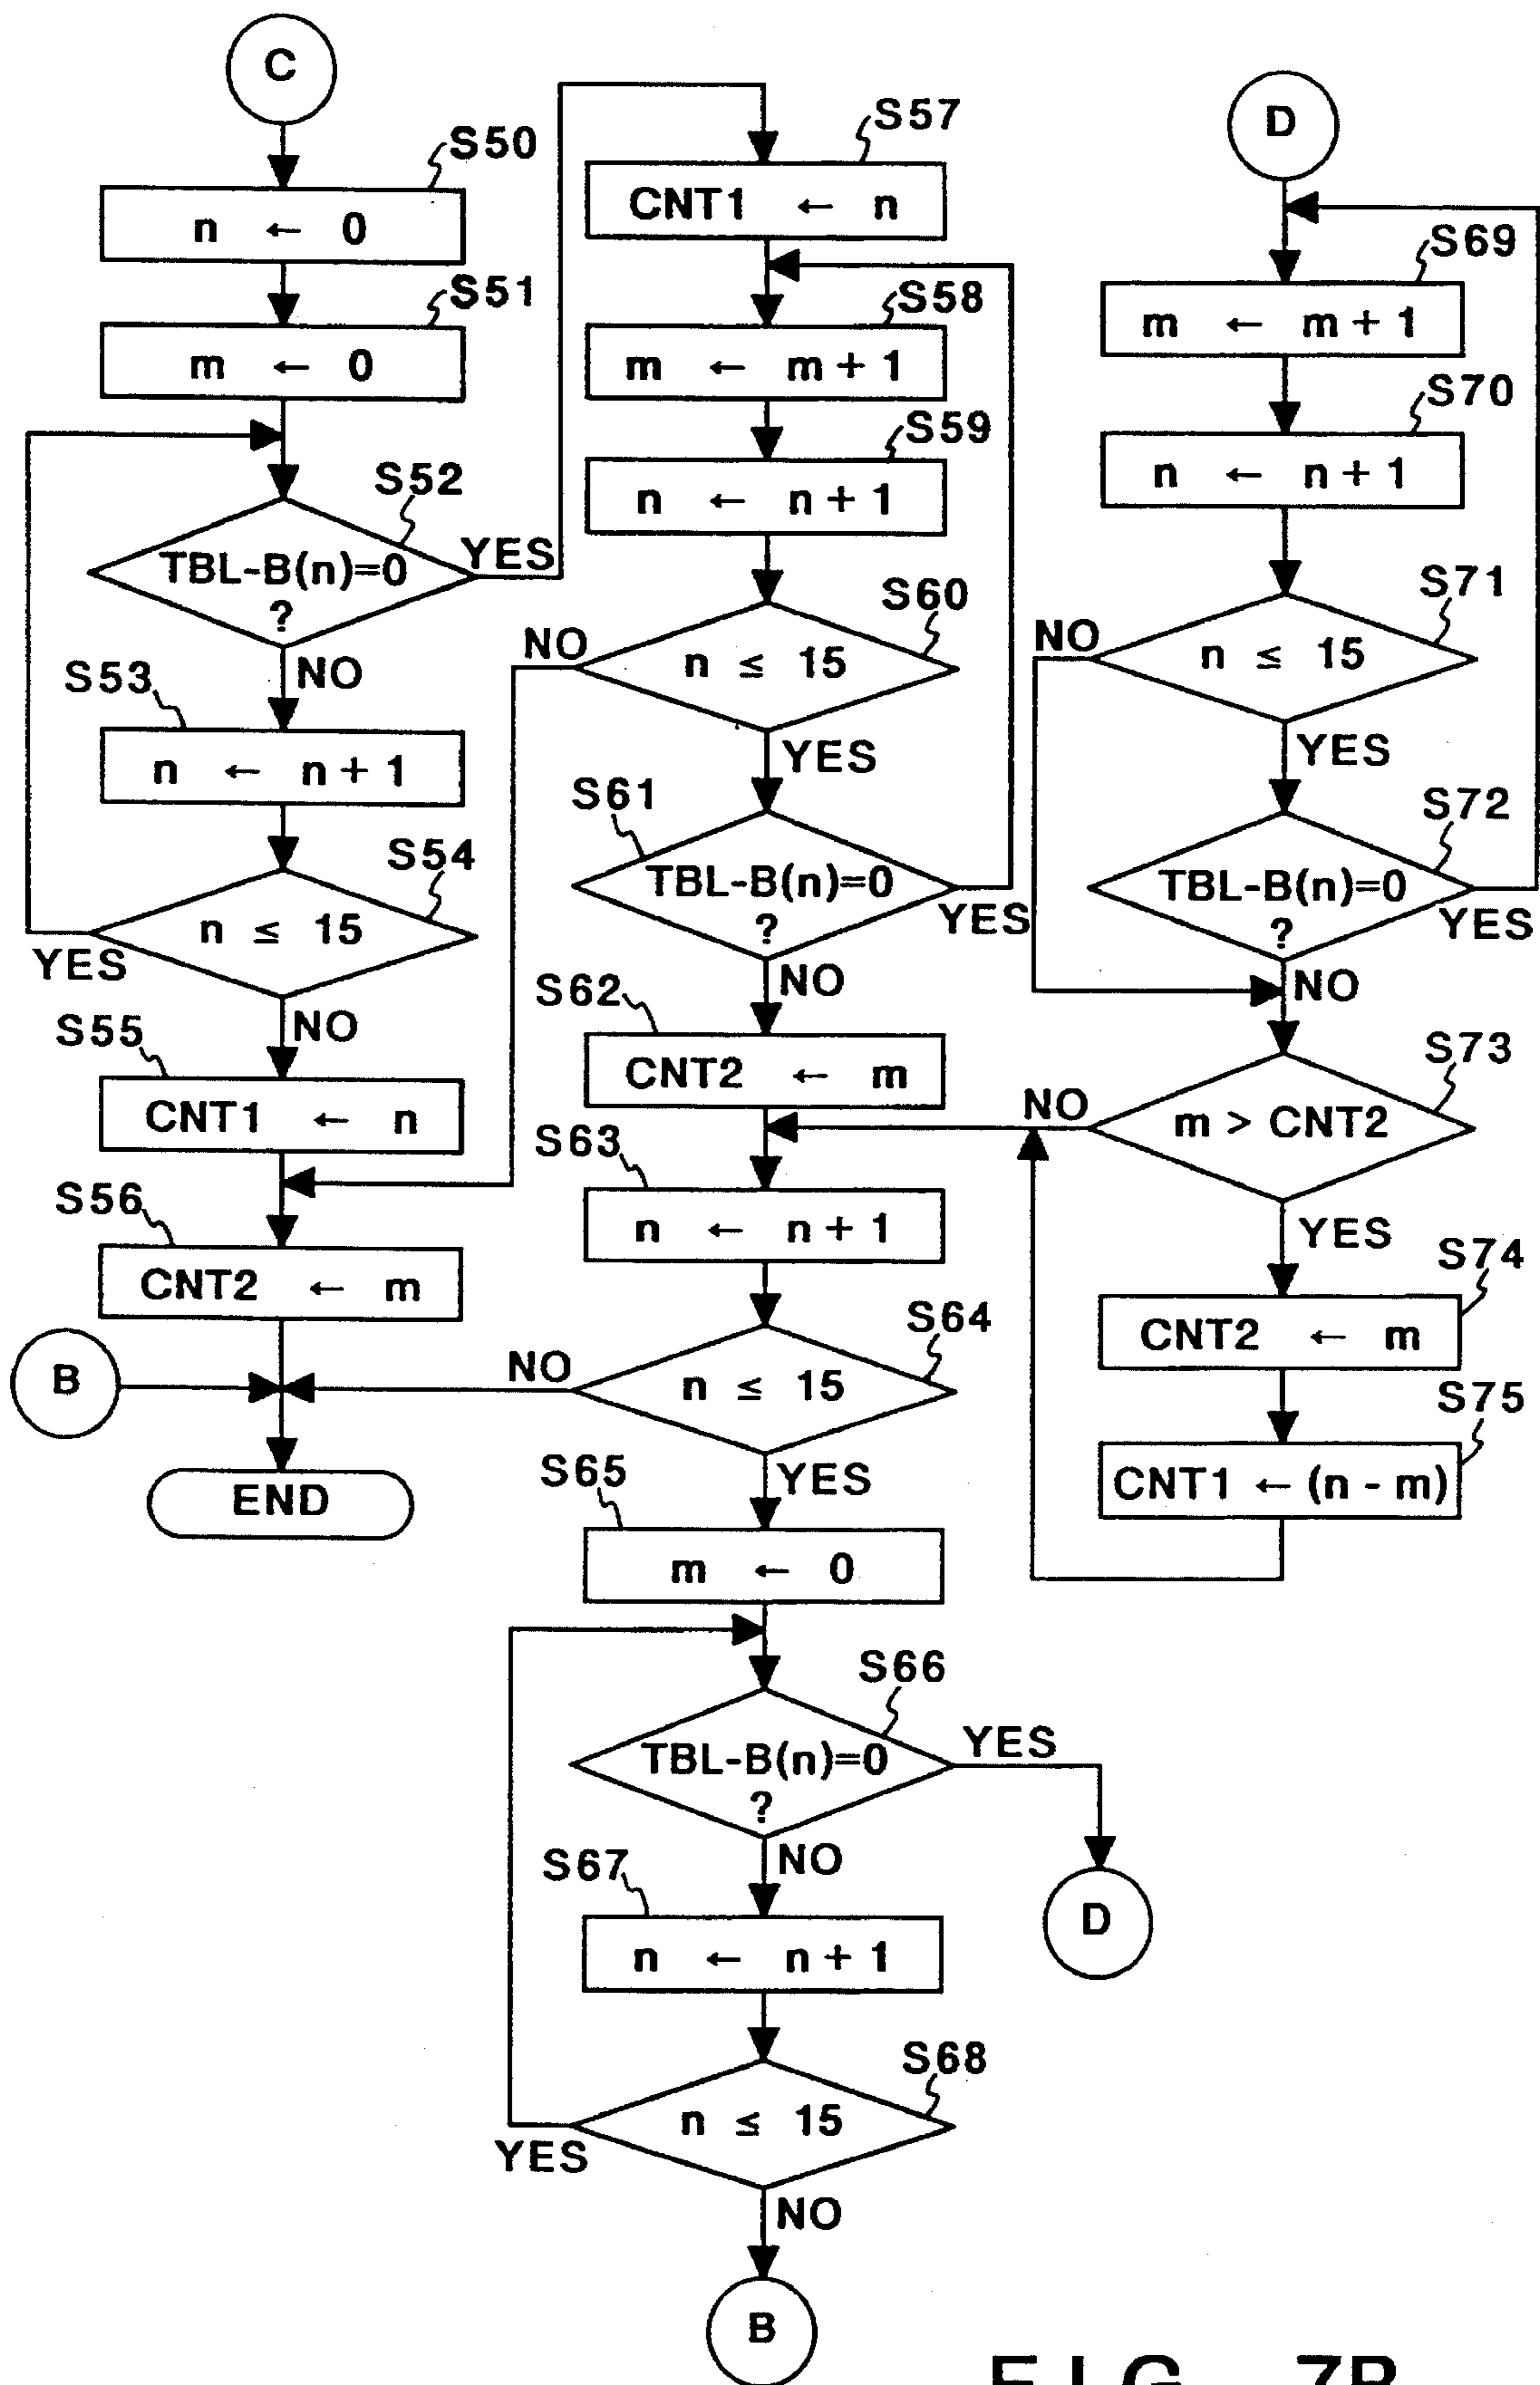 C
S50
n ← 0
S51
m ← 0
S52
TBL-B(n)=0
?
YES
NO
S53
n ← n + 1
S54
n ≤ 15
YES
NO
S55
CNT1 ← n
S56
CNT2 ← m
B
END
S57
CNT1 ← n
S58
m ← m + 1
S59
n ← n + 1
S60
n ≤ 15
NO
YES
S61
TBL-B(n)=0
?
YES
NO
S62
CNT2 ← m
S63
n ← n + 1
S64
n ≤ 15
NO
YES
S65
m ← 0
S66
TBL-B(n)=0
?
YES
NO
D
S67
n ← n + 1
S68
n ≤ 15
YES
NO
B
D
S69
m ← m + 1
S70
n ← n + 1
S71
n ≤ 15
NO
YES
S72
TBL-B(n)=0
?
YES
NO
S73
m > CNT2
NO
YES
S74
CNT2 ← m
S75
CNT1 ← (n - m)
FIG. 7B